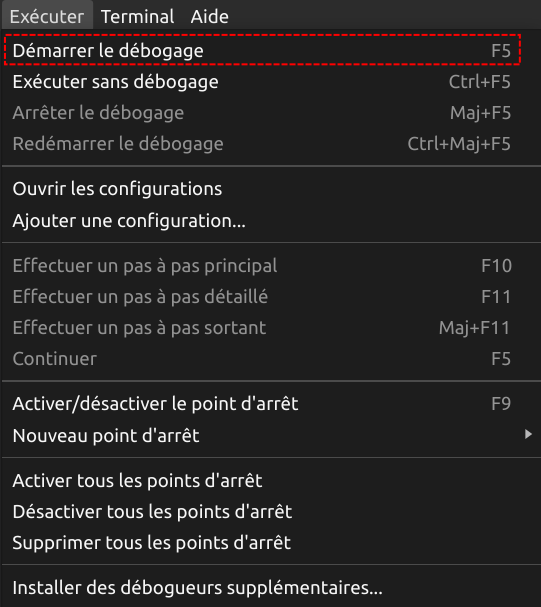 Exécuter Terminal Aide
Démarrer le débogage F5
Exécuter sans débogage Ctrl+F5
Arrêter le débogage Maj+F5
Redémarrer le débogage Ctrl+Maj+F5
Ouvrir les configurations
Ajouter une configuration...
Effectuer un pas à pas principal F10
Effectuer un pas à pas détaillé F11
Effectuer un pas à pas sortant Maj+F11
Continuer F5
Activer/désactiver le point d'arrêt F9
Nouveau point d'arrêt
Activer tous les points d'arrêt
Désactiver tous les points d'arrêt
Supprimer tous les points d'arrêt
Installer des débogueurs supplémentaires...